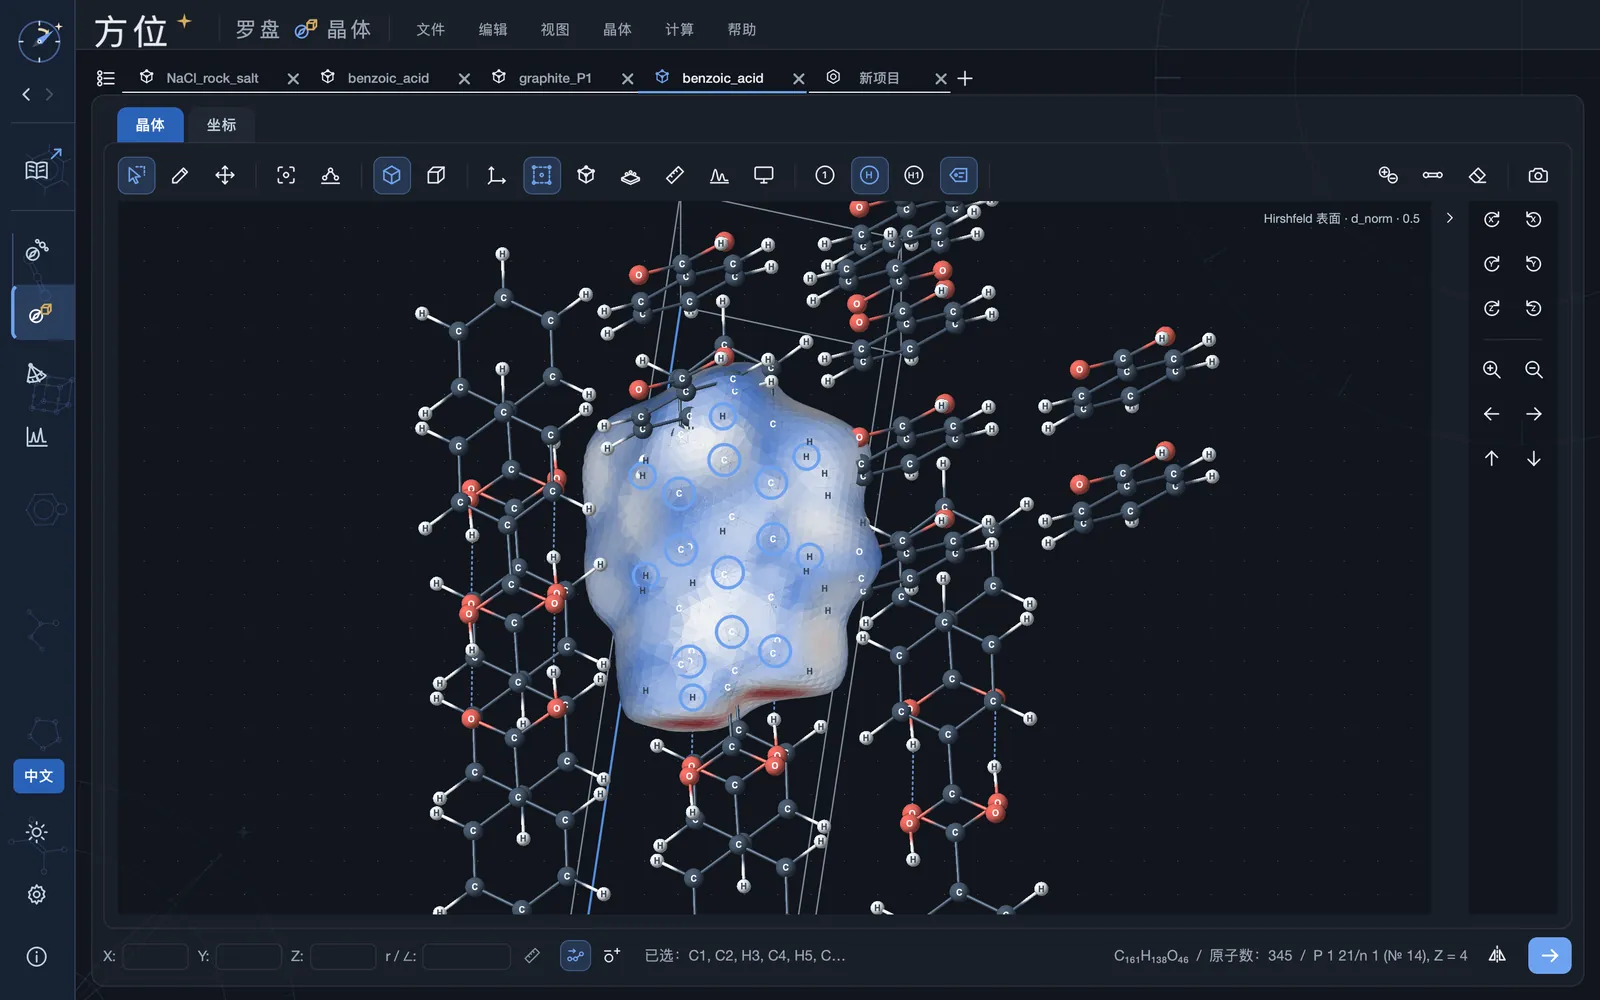 方位
罗盘 晶体
文件 编辑 视图 晶体 计算 帮助
NaCl_rock_salt
benzoic_acid
graphite_P1
benzoic_acid
新项目
晶体 坐标
1 H H1
Hirshfeld 表面 · d_norm · 0.5
中文
X: Y: Z: r / ∠:
已选: C1, C2, H3, C4, H5, C...
C₁₆₁H₁₃₈O₄₆ / 原子数: 345 / P 1 21/n 1 (№ 14), Z = 4